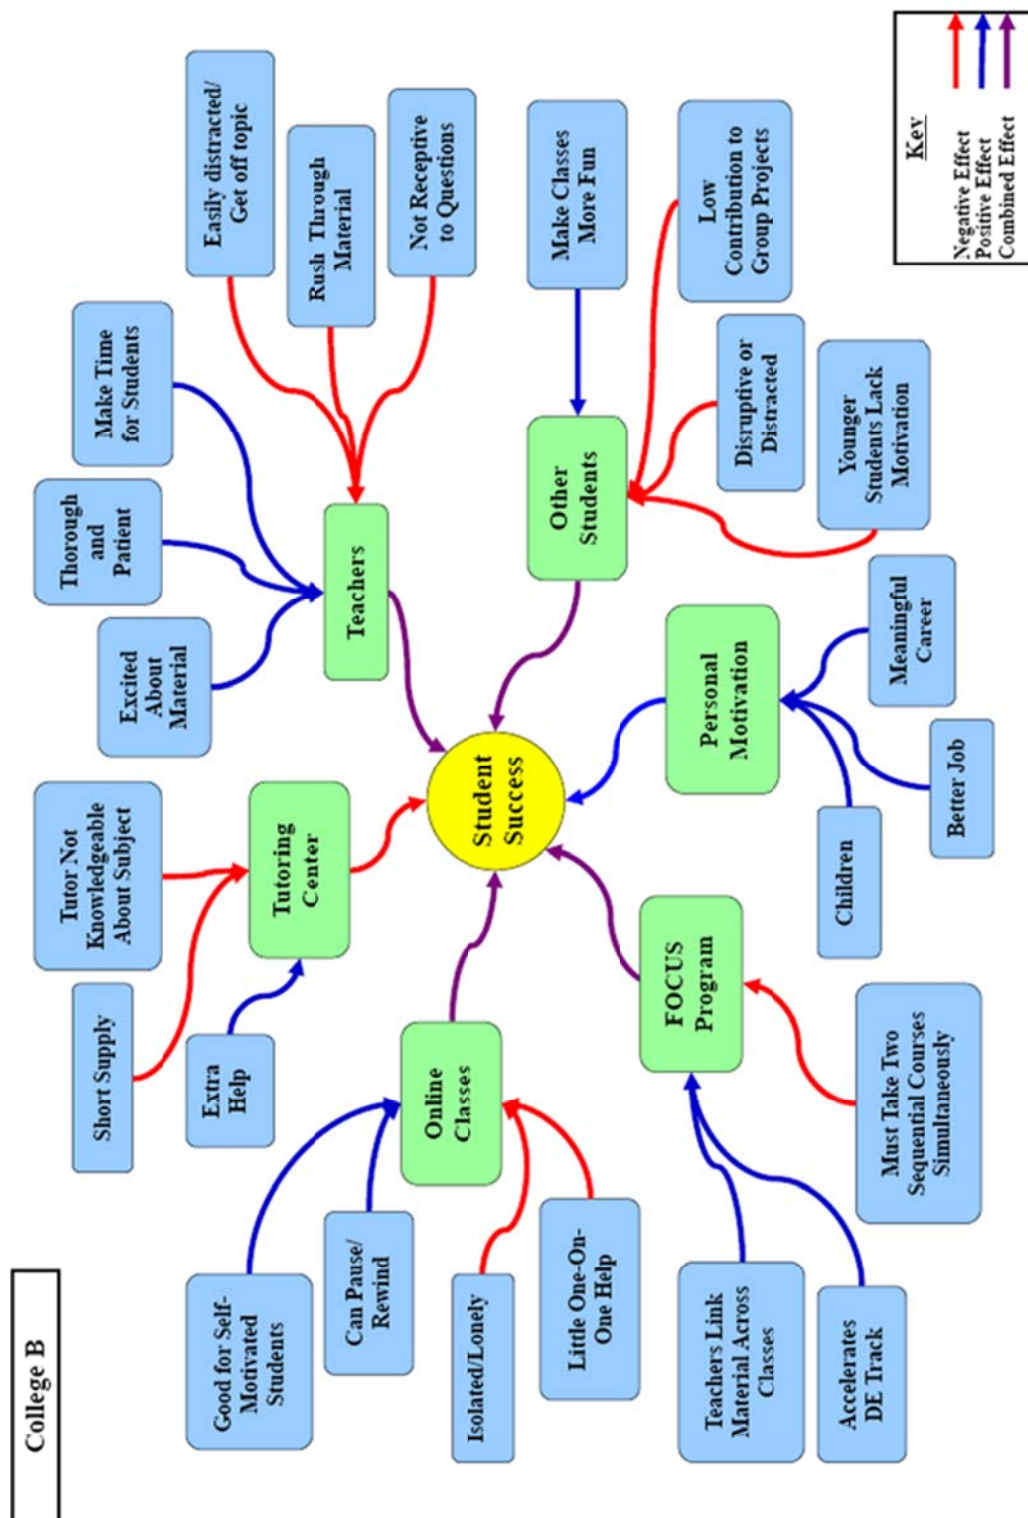 College B
Good for Self-
Motivated
Students
Can Pause/
Rewind
Isolated/Lonely
Little One-On-
One Help
Online
Classes
Short Supply
Extra
Help
Tutor Not
Knowledgeable
About Subject
Tutoring
Center
Excited
About
Material
Thorough
and
Patient
Make Time
for Students
Teachers
Easily distracted/
Get off topic
Rush Through
Material
Not Receptive
to Questions
Student
Success
Teachers Link
Material Across
Classes
Accelerates
DE Track
Must Take Two
Sequential Courses
Simultaneously
FOCUS
Program
Children
Better Job
Meaningful
Career
Personal
Motivation
Other
Students
Make Classes
More Fun
Low
Contribution to
Group Projects
Disruptive or
Distracted
Younger
Students Lack
Motivation
Key
Negative Effect
Positive Effect
Combined Effect